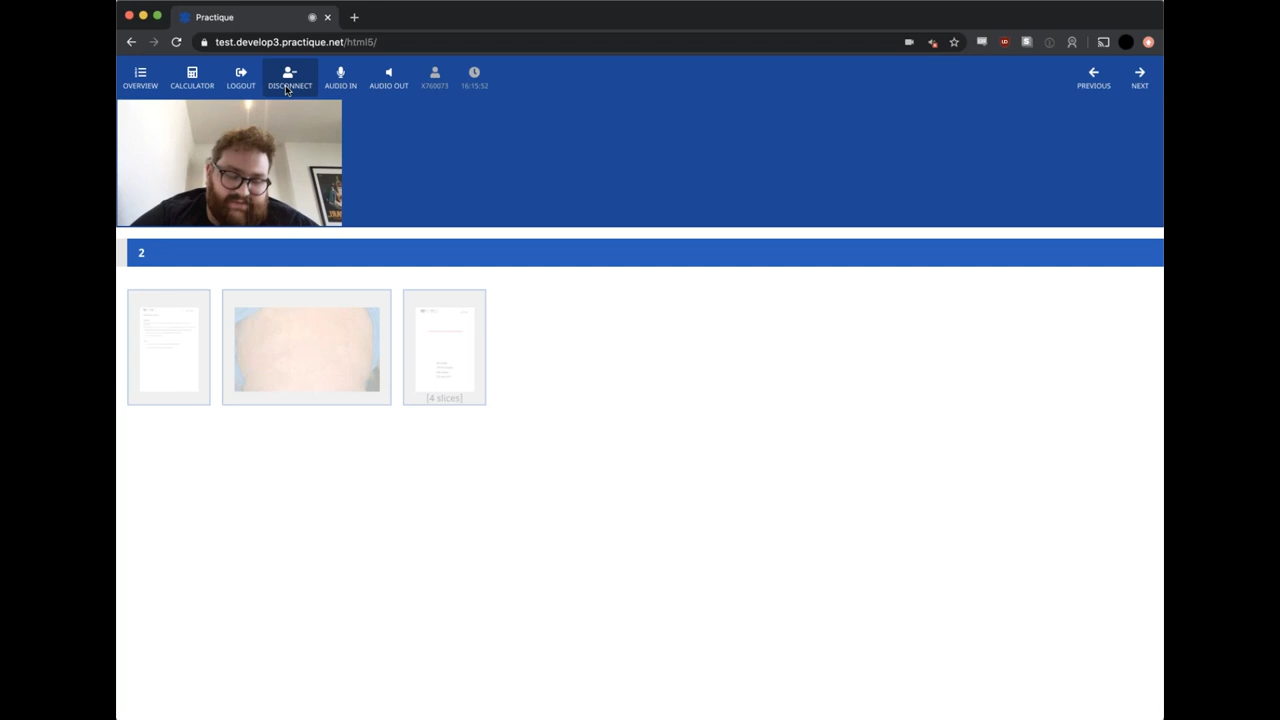 Practique
test.develop3.practique.net/html5/
OVERVIEW
CALCULATOR
LOGOUT
DISCONNECT
AUDIO IN
AUDIO OUT
X760073
16:15:52
PREVIOUS
NEXT
2
[4 slices]